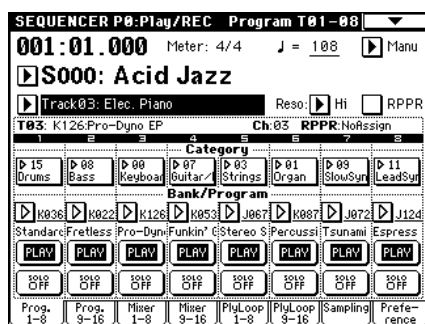 SEQUENCER P0:Play/REC Program T01-08
001:01.000 Meter: 4/4 ♩ = 108 Manu
S000: Acid Jazz
Track03: Elec. Piano Reso: Hi RPPR
T03: K126:Pro-Dyno EP Ch:03 RPPR:NoAssign
1 2 3 4 5 6 7 8
Category
15 08 00 07 03 01 09 11
Drums Bass Keyboar Guitar/ Strings Organ SlowSyn LeadSyn
Bank/Program
K036 K022 K126 K053 J067 K087 J072 J124
Standard Fretless Pro-Dyn Funkin' G Stereo S Percussi Tsunami Espress
PLAY PLAY PLAY PLAY PLAY PLAY PLAY PLAY
SOLO OFF SOLO OFF SOLO OFF SOLO OFF SOLO OFF SOLO OFF SOLO OFF SOLO OFF
Prog. Prog. Mixer Mixer PlyLoop PlyLoop Sampling Prefe-
1-8 9-16 1-8 9-16 1-8 9-16 rence